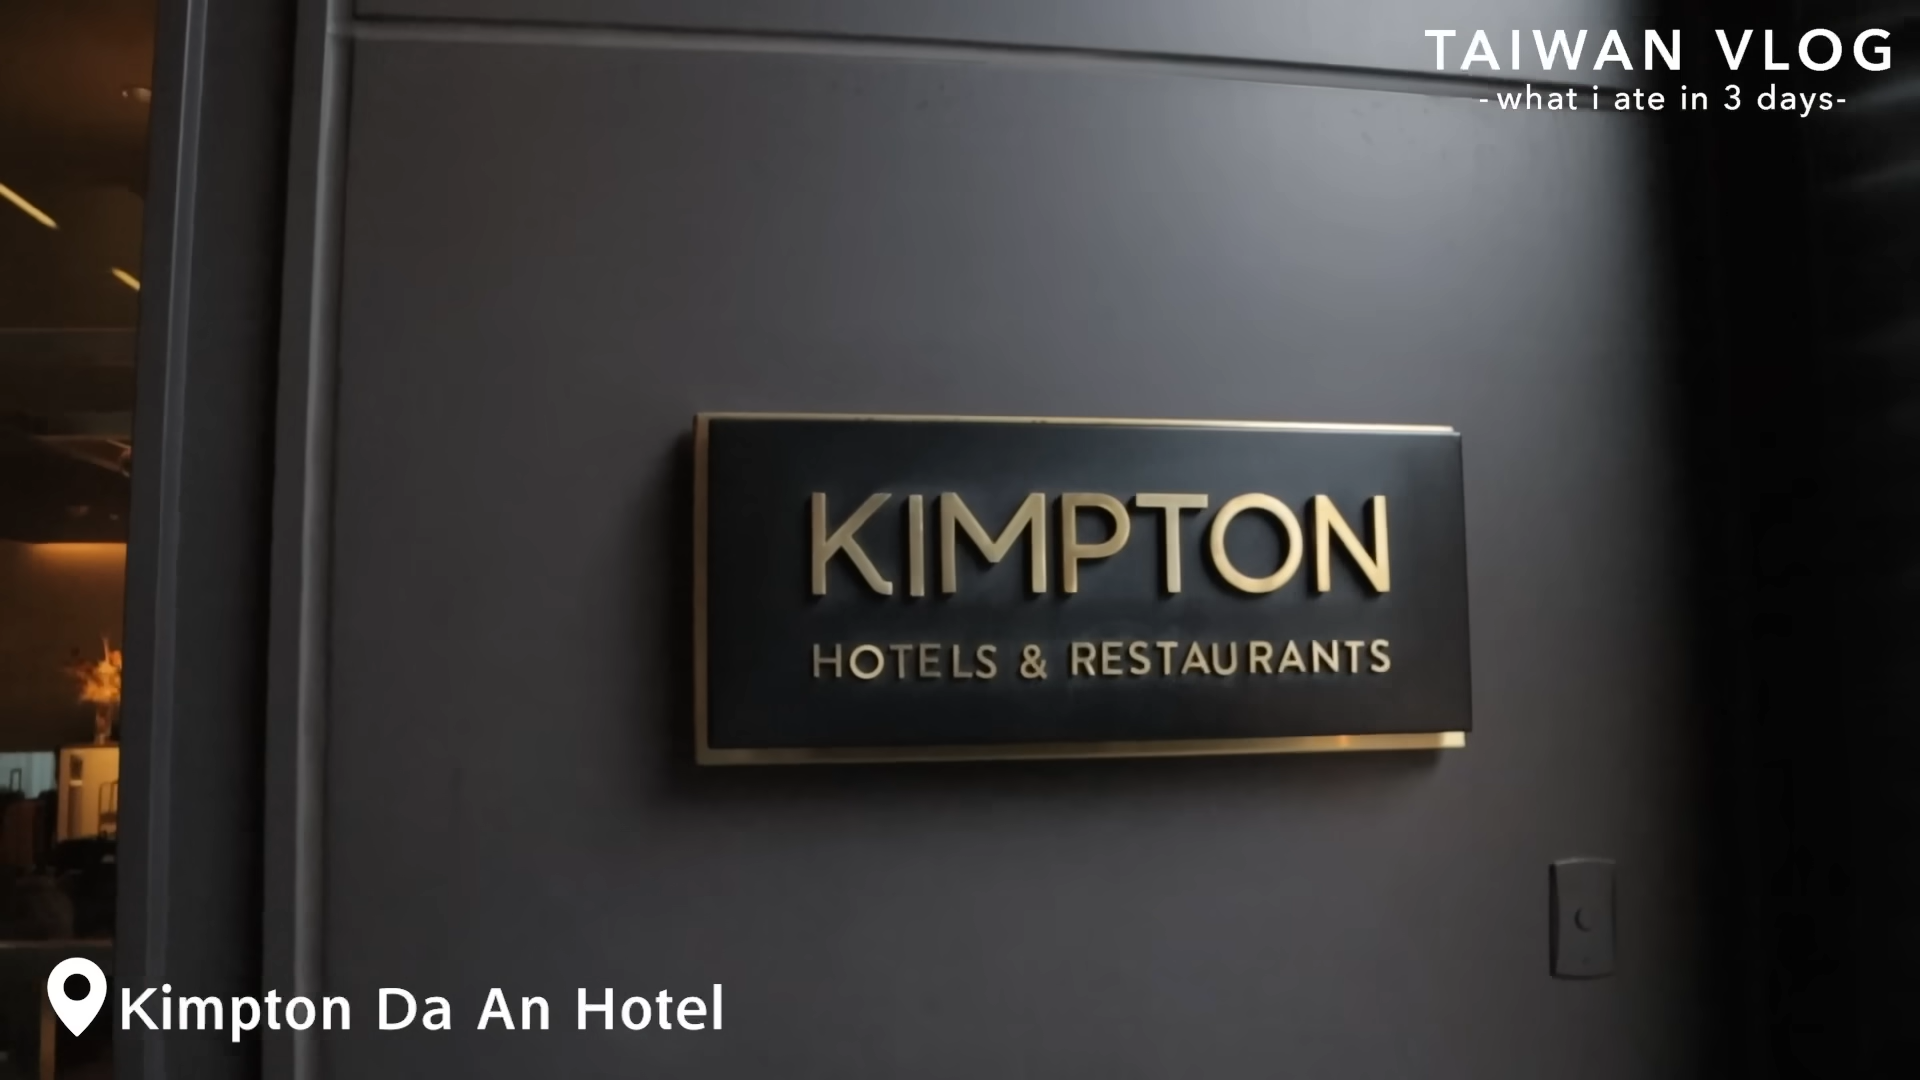 TAIWAN VLOG
-what i ate in 3 days-
KIMPTON
HOTELS & RESTAURANTS
Kimpton Da An Hotel